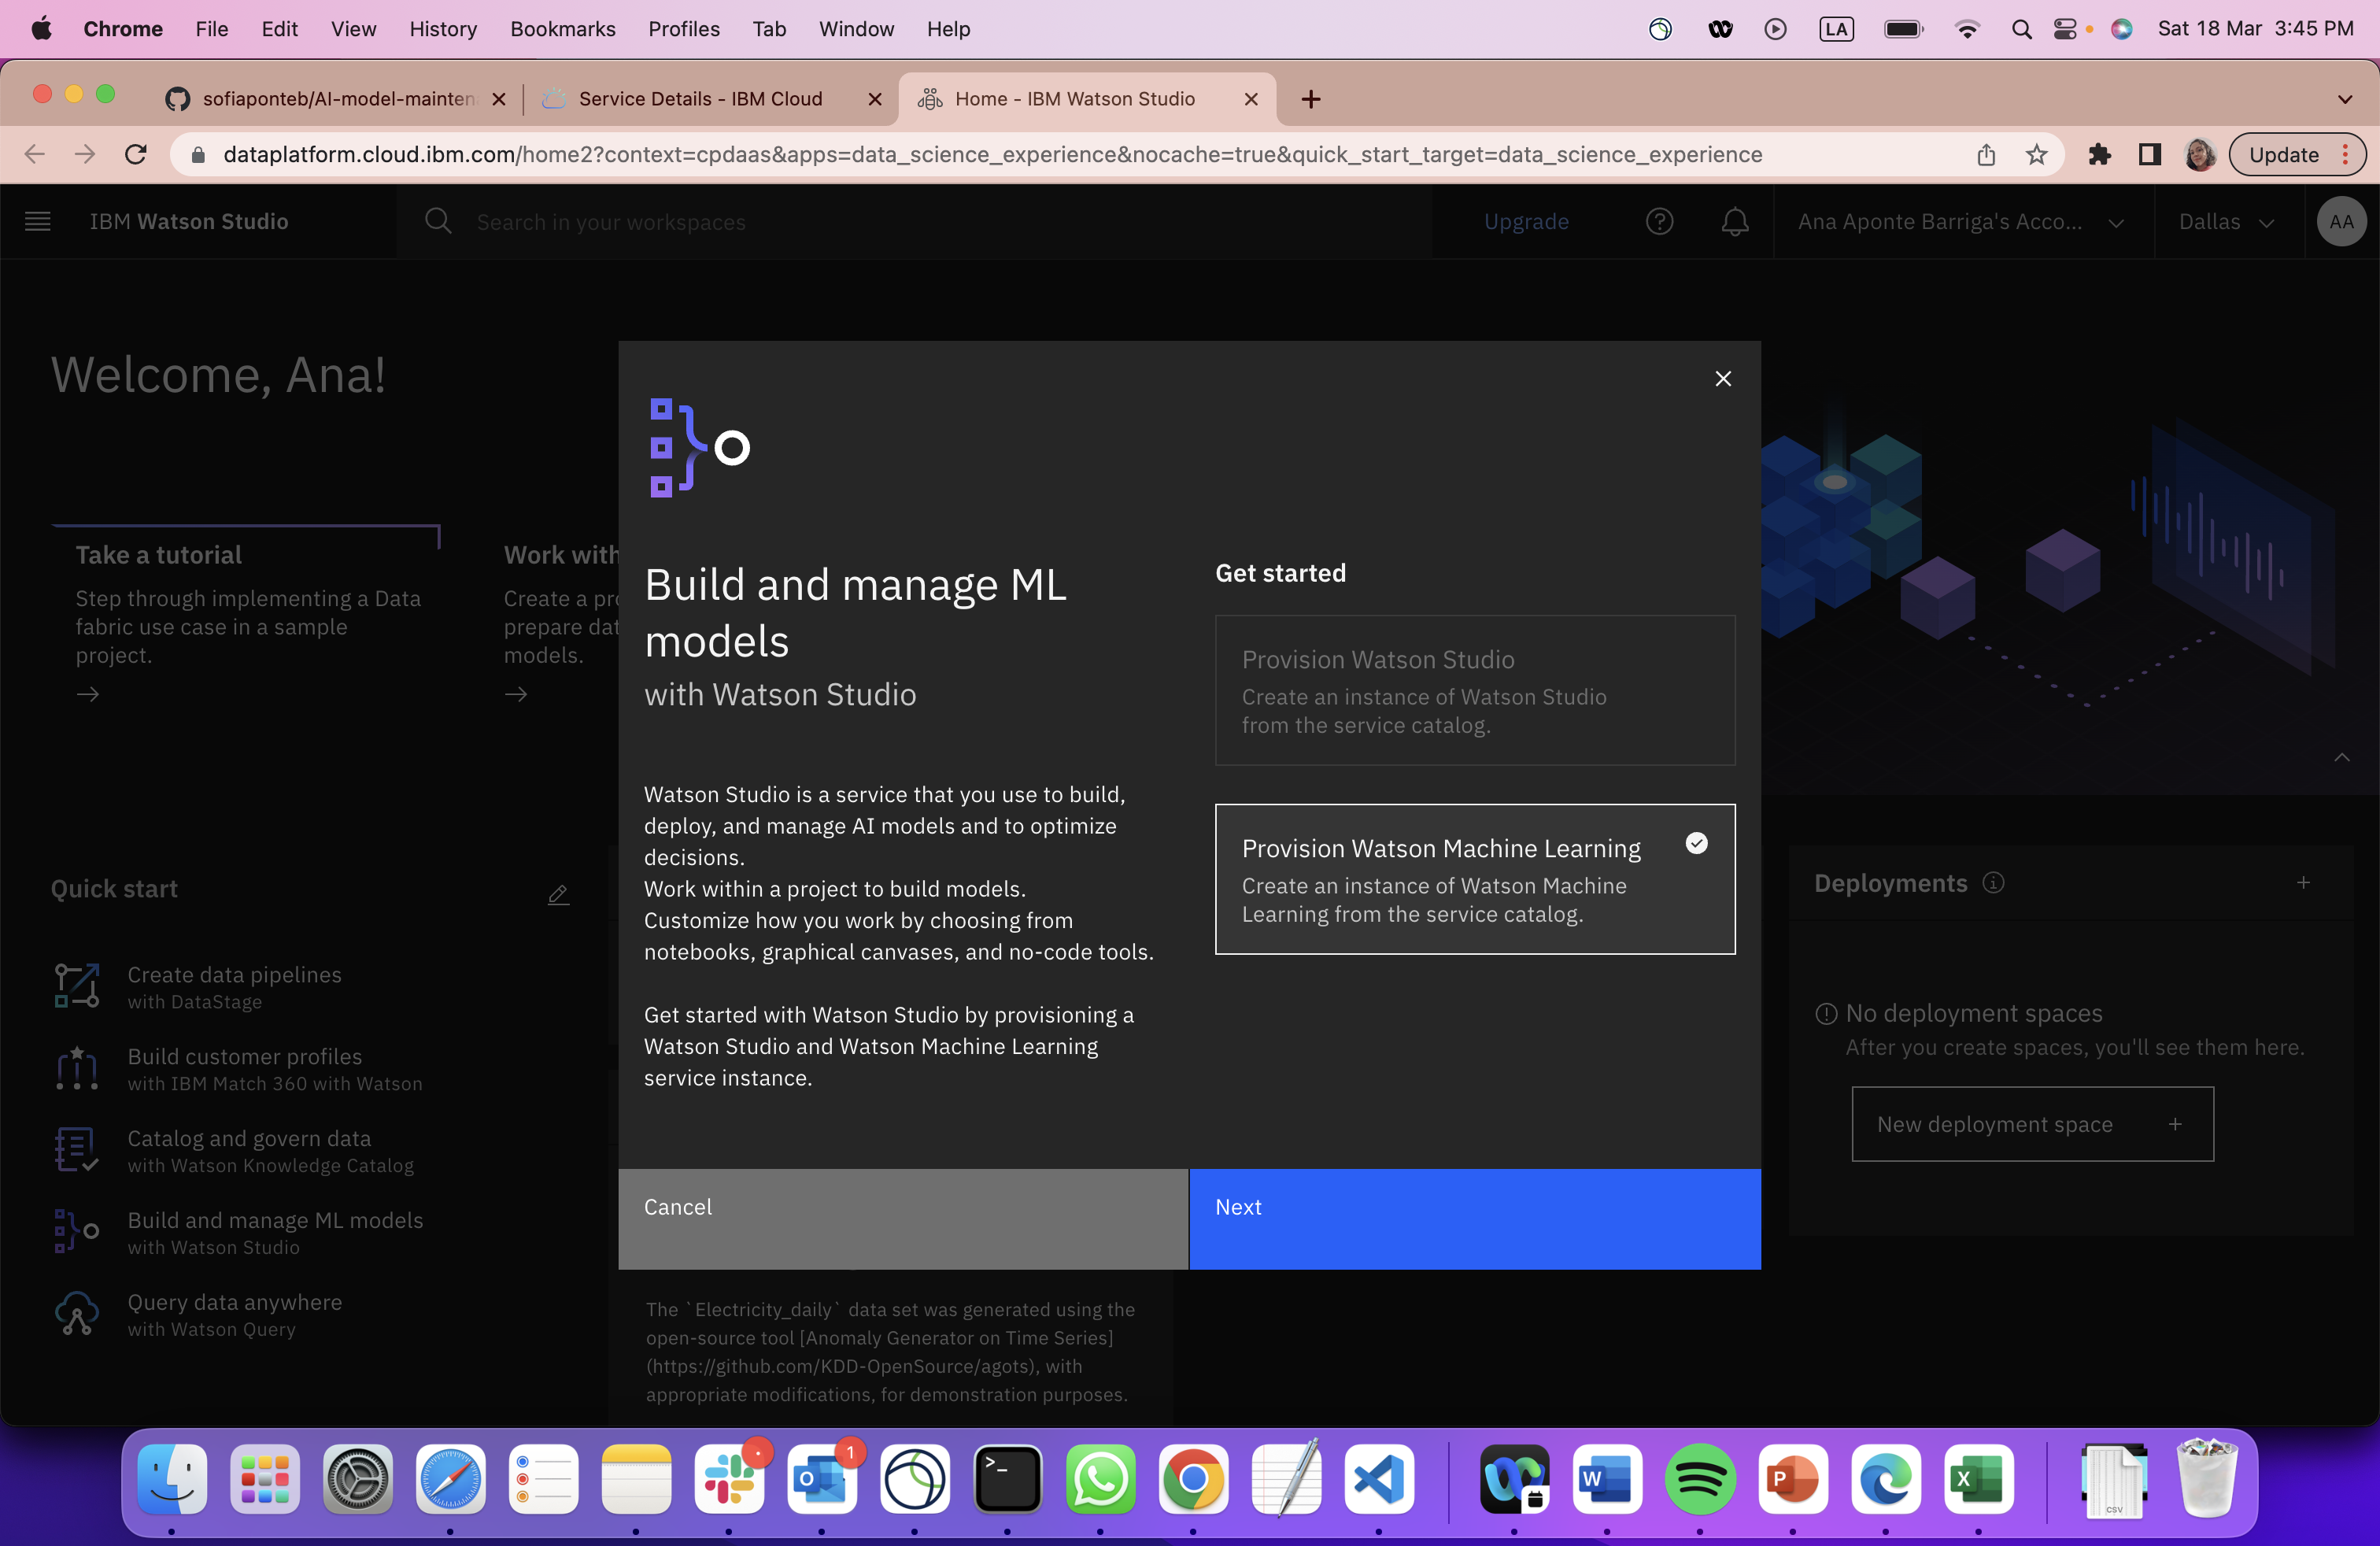 Chrome File Edit View History Bookmarks Profiles Tab Window Help LA Sat 18 Mar 3:45 PM
sofiaponteb/AI-model-mainten Service Details - IBM Cloud Home - IBM Watson Studio
dataplatform.cloud.ibm.com/home2?context=cpdaas&apps=data_science_experience&nocache=true&quick_start_target=data_science_experience Update
IBM Watson Studio Search in your workspaces Upgrade Ana Aponte Barriga's Acco... Dallas AA
Welcome, Ana!
Take a tutorial
Step through implementing a Data
fabric use case in a sample
project.
Work with
Create a pro
prepare dat
models.
Quick start
Create data pipelines
with DataStage
Build customer profiles
with IBM Match 360 with Watson
Catalog and govern data
with Watson Knowledge Catalog
Build and manage ML models
with Watson Studio
Query data anywhere
with Watson Query
Build and manage ML
models
with Watson Studio
Watson Studio is a service that you use to build,
deploy, and manage AI models and to optimize
decisions.
Work within a project to build models.
Customize how you work by choosing from
notebooks, graphical canvases, and no-code tools.
Get started with Watson Studio by provisioning a
Watson Studio and Watson Machine Learning
service instance.
Get started
Provision Watson Studio
Create an instance of Watson Studio
from the service catalog.
Provision Watson Machine Learning
Create an instance of Watson Machine
Learning from the service catalog.
Cancel
Next
The `Electricity_daily` data set was generated using the
open-source tool [Anomaly Generator on Time Series]
(https://github.com/KDD-OpenSource/agots), with
appropriate modifications, for demonstration purposes.
Deployments
No deployment spaces
After you create spaces, you'll see them here.
New deployment space +
1
CSV